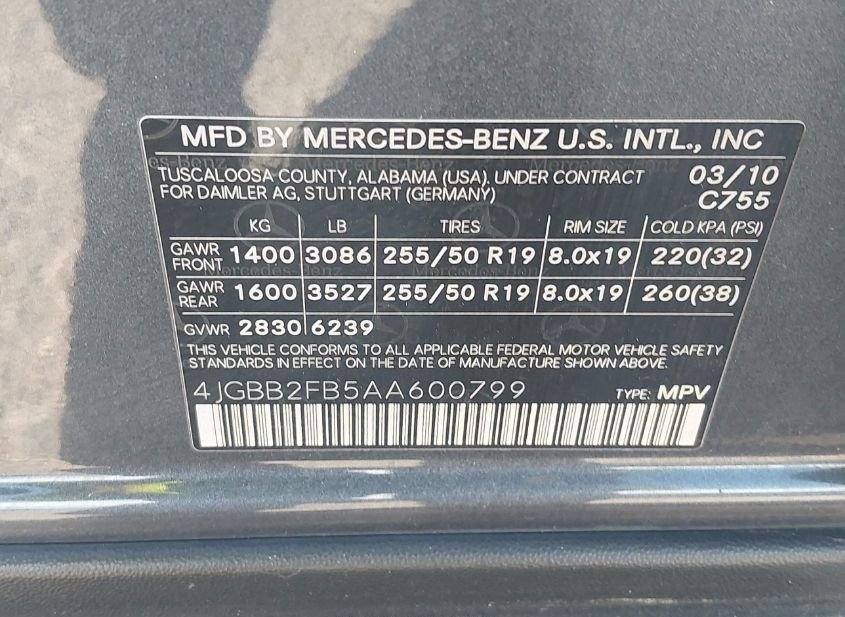 MFD BY MERCEDES-BENZ U.S. INTL., INC
TUSCALOOSA COUNTY, ALABAMA (USA), UNDER CONTRACT 03/10
FOR DAIMLER AG, STUTTGART (GERMANY) C755
KG LB TIRES RIM SIZE COLD KPA (PSI)
GAWR FRONT 1400 3086 255/50 R19 8.0x19 220(32)
GAWR REAR 1600 3527 255/50 R19 8.0x19 260(38)
GVWR 2830 6239
THIS VEHICLE CONFORMS TO ALL APPLICABLE FEDERAL MOTOR VEHICLE SAFETY
STANDARDS IN EFFECT ON THE DATE OF MANUFACTURE SHOWN ABOVE.
4JGBB2FB5AA600799 TYPE: MPV